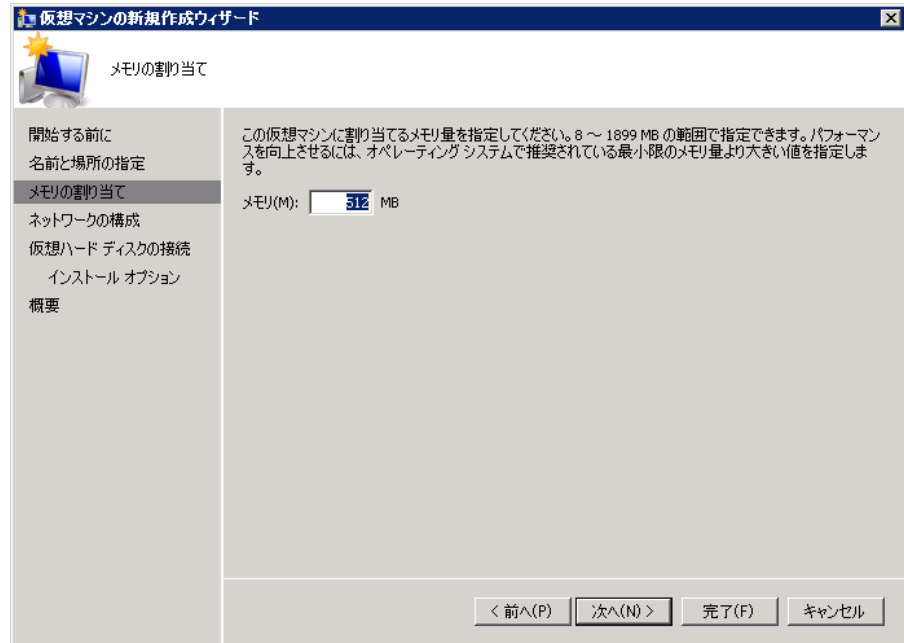 仮想マシンの新規作成ウィザード
メモリの割り当て
開始する前に
名前と場所の指定
メモリの割り当て
ネットワークの構成
仮想ハード ディスクの接続
インストール オプション
概要
この仮想マシンに割り当てるメモリ量を指定してください。8 ～ 1899 MB の範囲で指定できます。パフォーマン
スを向上させるには、オペレーティング システムで推奨されている最小限のメモリ量より大きい値を指定しま
す。
メモリ(M): 512 MB
< 前へ(P) 次へ(N) > 完了(F) キャンセル